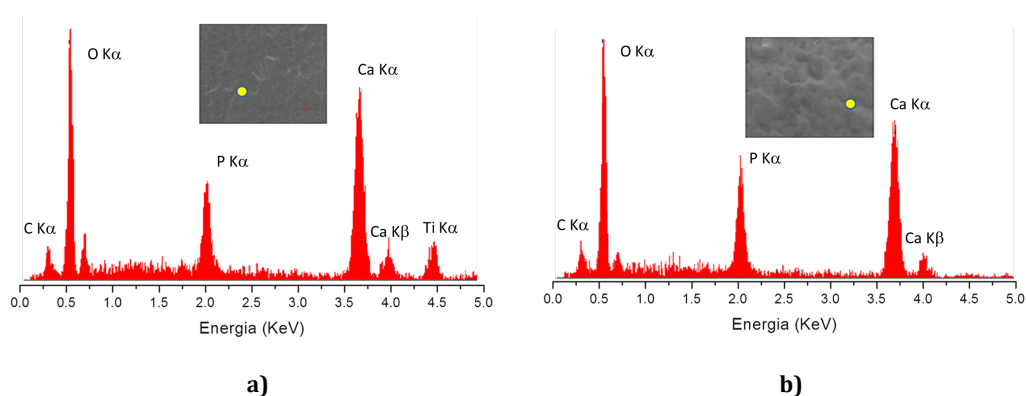 O Kα
Ca Kα
P Kα
C Kα
Ca Kβ
Ti Kα
0.0 0.5 1.0 1.5 2.0 2.5 3.0 3.5 4.0 4.5 5.0
Energia (KeV)
a)
O Kα
Ca Kα
P Kα
C Kα
Ca Kβ
0.0 0.5 1.0 1.5 2.0 2.5 3.0 3.5 4.0 4.5 5.0
Energia (KeV)
b)